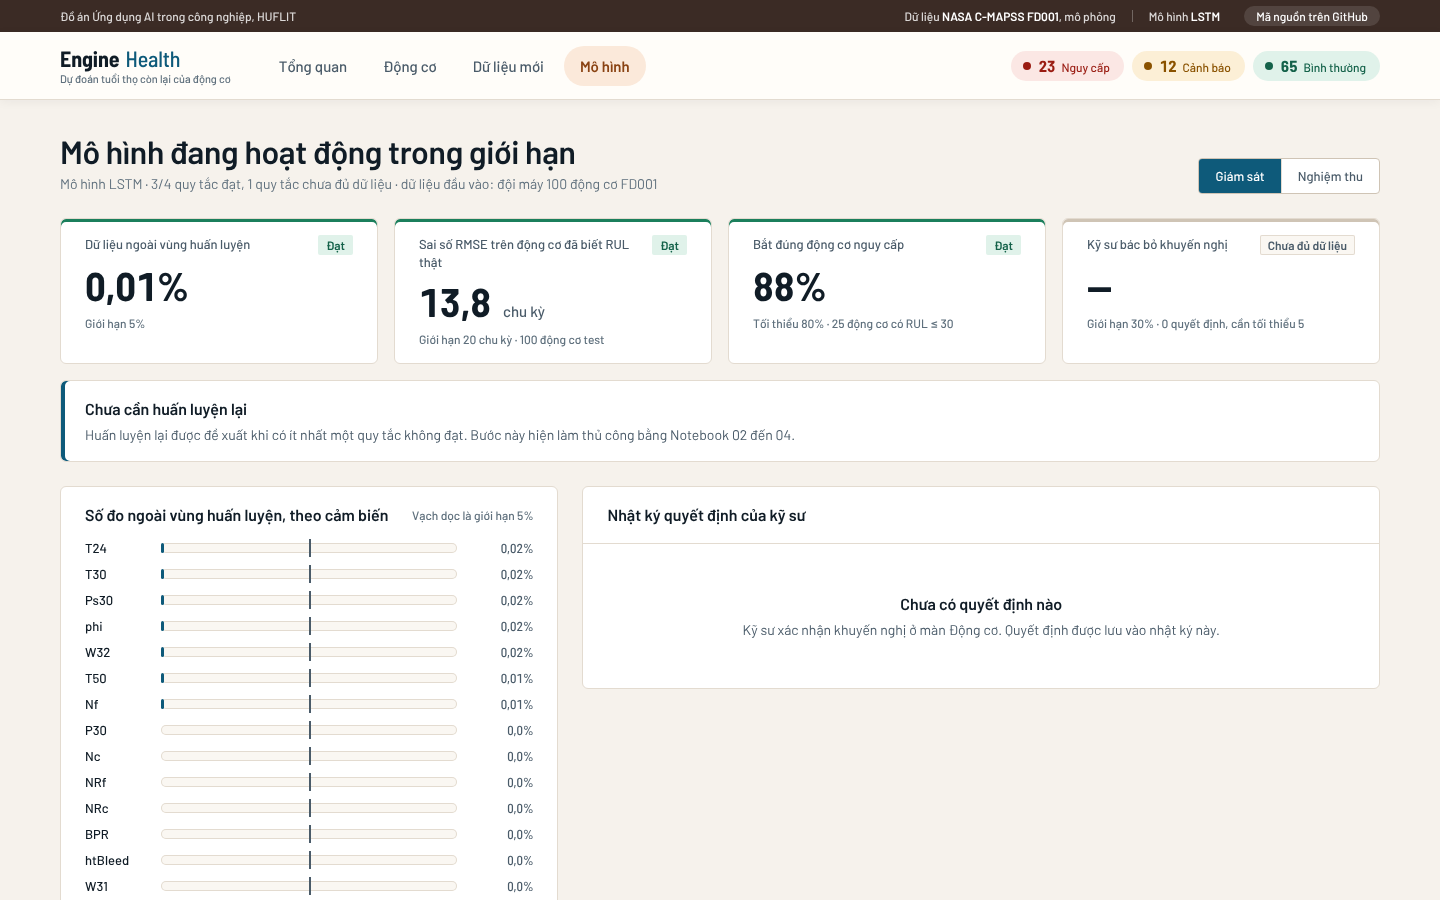 Đồ án Ứng dụng AI trong công nghiệp, HUFLIT
Dữ liệu NASA C-MAPSS FD001, mô phỏng
Mô hình LSTM
Mã nguồn trên GitHub
Engine Health
Dự đoán tuổi thọ còn lại của động cơ
Tổng quan
Động cơ
Dữ liệu mới
Mô hình
23 Nguy cấp
12 Cảnh báo
65 Bình thường
Mô hình đang hoạt động trong giới hạn
Mô hình LSTM · 3/4 quy tắc đạt, 1 quy tắc chưa đủ dữ liệu · dữ liệu đầu vào: đội máy 100 động cơ FD001
Giám sát
Nghiệm thu
Dữ liệu ngoài vùng huấn luyện
Đạt
0,01%
Giới hạn 5%
Sai số RMSE trên động cơ đã biết RUL
thật
Đạt
13,8 chu kỳ
Giới hạn 20 chu kỳ · 100 động cơ test
Bắt đúng động cơ nguy cấp
Đạt
88%
Tối thiểu 80% · 25 động cơ có RUL ≤ 30
Kỹ sư bác bỏ khuyến nghị
Chưa đủ dữ liệu
—
Giới hạn 30% · 0 quyết định, cần tối thiểu 5
Chưa cần huấn luyện lại
Huấn luyện lại được đề xuất khi có ít nhất một quy tắc không đạt. Bước này hiện làm thủ công bằng Notebook 02 đến 04.
Số đo ngoài vùng huấn luyện, theo cảm biến
Vạch dọc là giới hạn 5%
T24 0,02%
T30 0,02%
Ps30 0,02%
phi 0,02%
W32 0,02%
T50 0,01%
Nf 0,01%
P30 0,0%
Nc 0,0%
NRf 0,0%
NRc 0,0%
BPR 0,0%
htBleed 0,0%
W31 0,0%
Nhật ký quyết định của kỹ sư
Chưa có quyết định nào
Kỹ sư xác nhận khuyến nghị ở màn Động cơ. Quyết định được lưu vào nhật ký này.